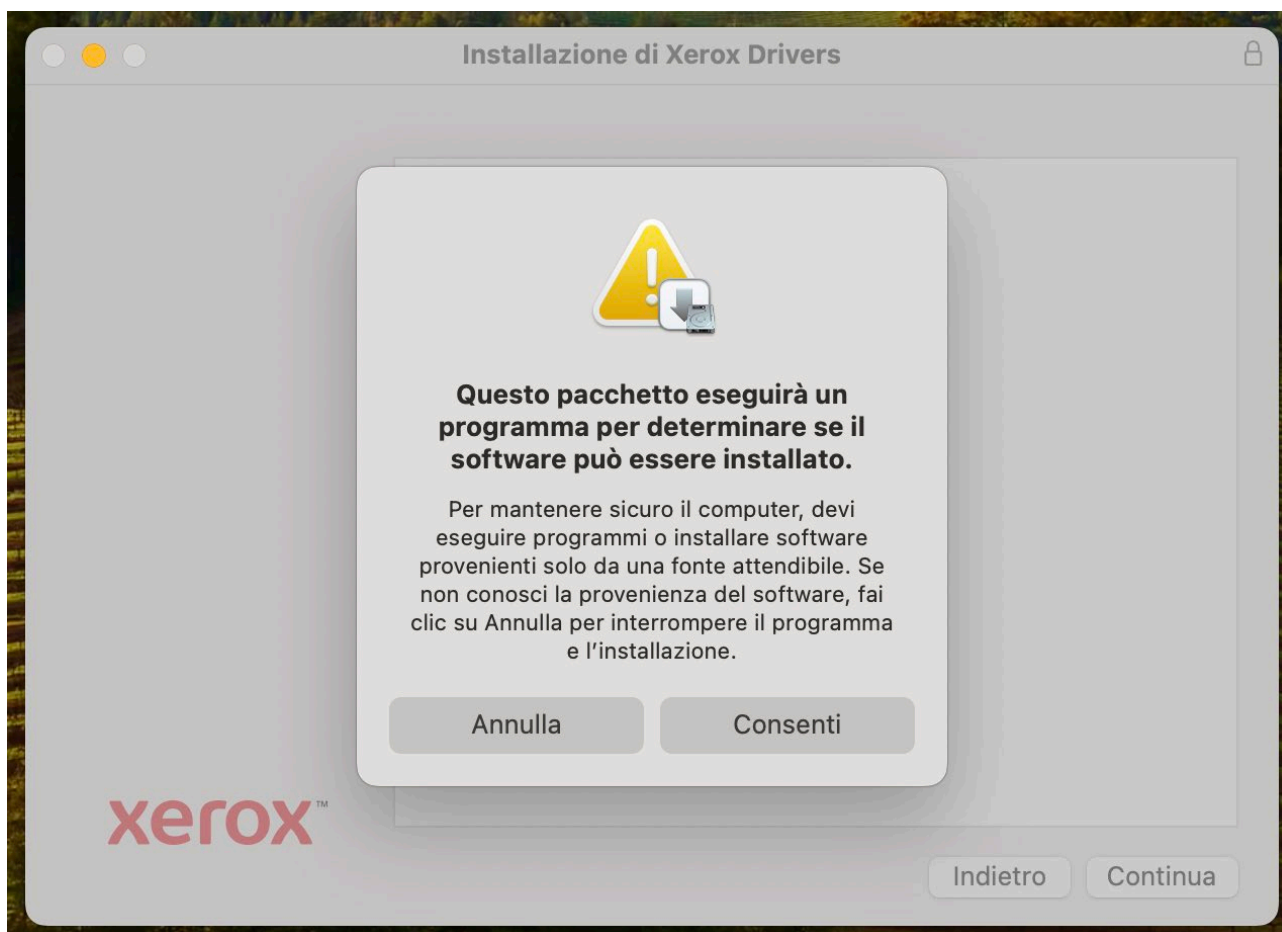 Installazione di Xerox Drivers
Questo pacchetto eseguirà un
programma per determinare se il
software può essere installato.
Per mantenere sicuro il computer, devi
eseguire programmi o installare software
provenienti solo da una fonte attendibile. Se
non conosci la provenienza del software, fai
clic su Annulla per interrompere il programma
e l’installazione.
Annulla
Consenti
xerox™
Indietro
Continua